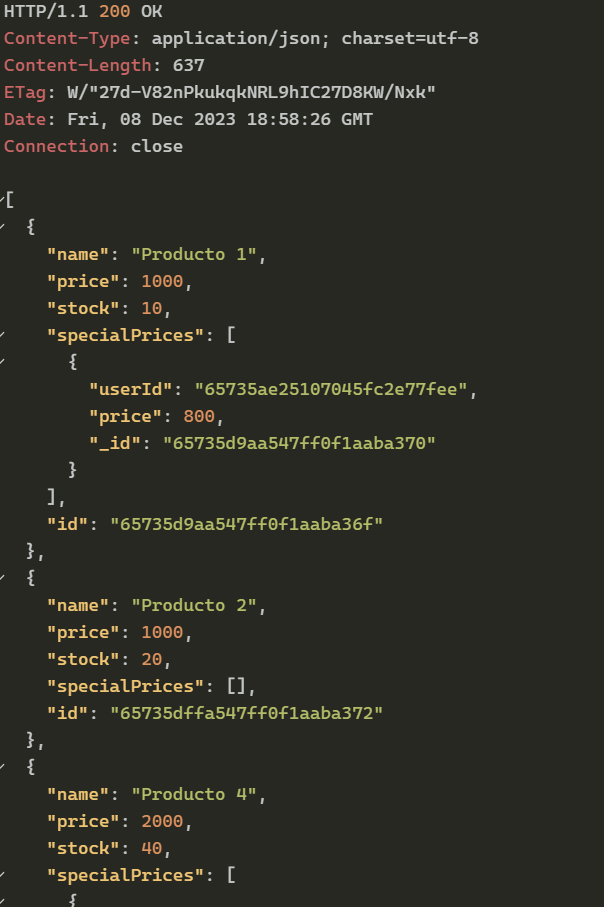 HTTP/1.1 200 OK
Content-Type: application/json; charset=utf-8
Content-Length: 637
ETag: W/"27d-V82nPkukqkNRL9hIC27D8KW/Nxk"
Date: Fri, 08 Dec 2023 18:58:26 GMT
Connection: close
[
  {
    "name": "Producto 1",
    "price": 1000,
    "stock": 10,
    "specialPrices": [
      {
        "userId": "65735ae25107045fc2e77fee",
        "price": 800,
        "_id": "65735d9aa547ff0f1aaba370"
      }
    ],
    "id": "65735d9aa547ff0f1aaba36f"
  },
  {
    "name": "Producto 2",
    "price": 1000,
    "stock": 20,
    "specialPrices": [],
    "id": "65735dffa547ff0f1aaba372"
  },
  {
    "name": "Producto 4",
    "price": 2000,
    "stock": 40,
    "specialPrices": [
      {